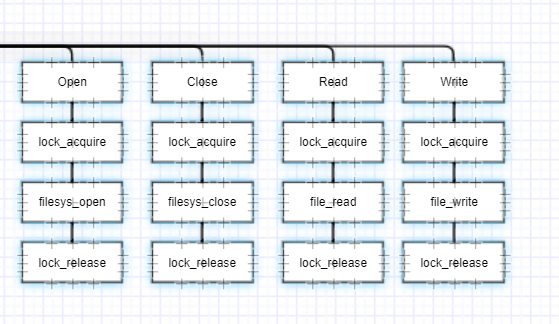 Open Close Read Write
lock_acquire lock_acquire lock_acquire lock_acquire
filesys_open filesys_close file_read file_write
lock_release lock_release lock_release lock_release